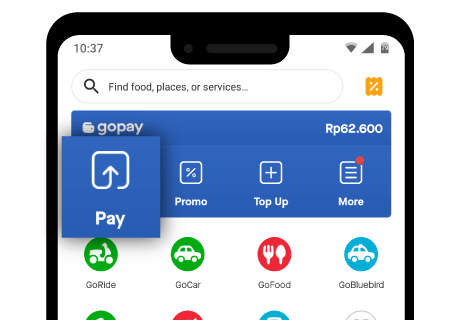 10:37
Find food, places, or services...
gopay Rp62.600
Pay Promo Top Up More
GoRide GoCar GoFood GoBluebird